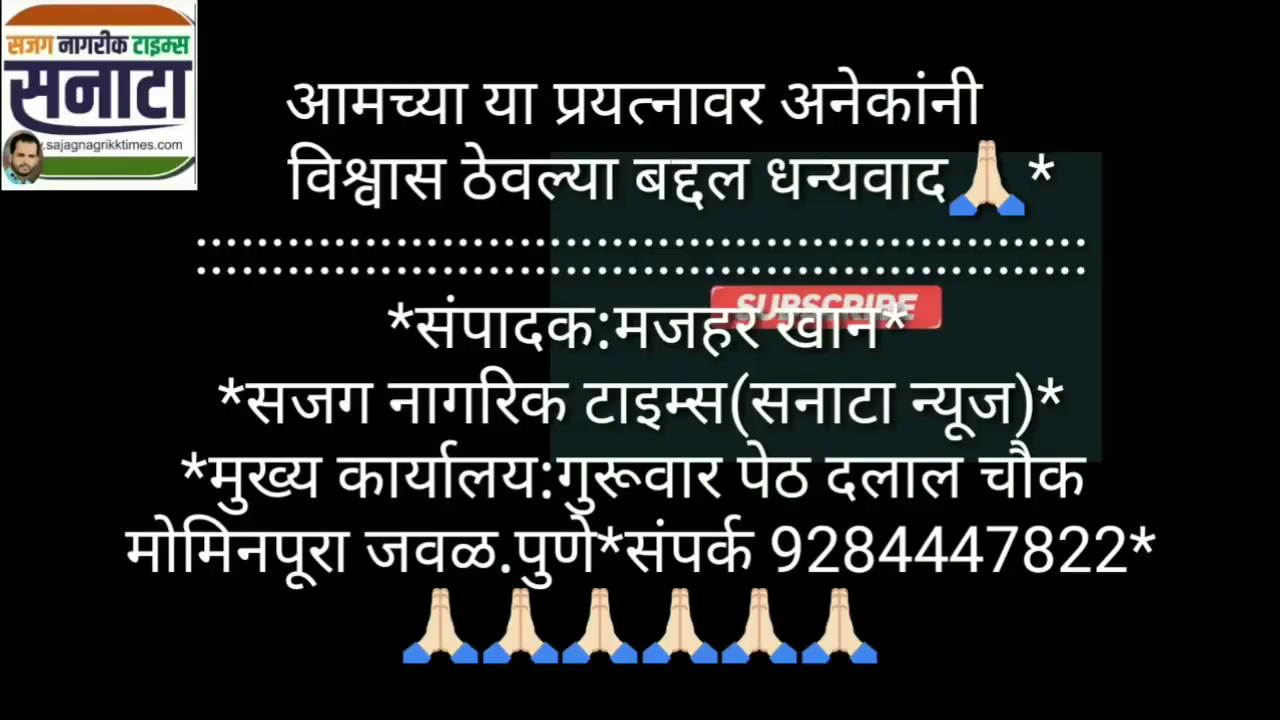 सजग नागरीक टाइम्स
सनाटा
.sajagnagrikktimes.com
आमच्या या प्रयत्नावर अनेकांनी
विश्वास ठेवल्या बद्दल धन्यवाद🙏🏻*
SUBSCRIBE
*संपादक:मजहर खान*
*सजग नागरिक टाइम्स(सनाटा न्यूज)*
*मुख्य कार्यालय:गुरूवार पेठ दलाल चौक
मोमिनपूरा जवळ.पुणे*संपर्क 9284447822*
🙏🏻🙏🏻🙏🏻🙏🏻🙏🏻🙏🏻